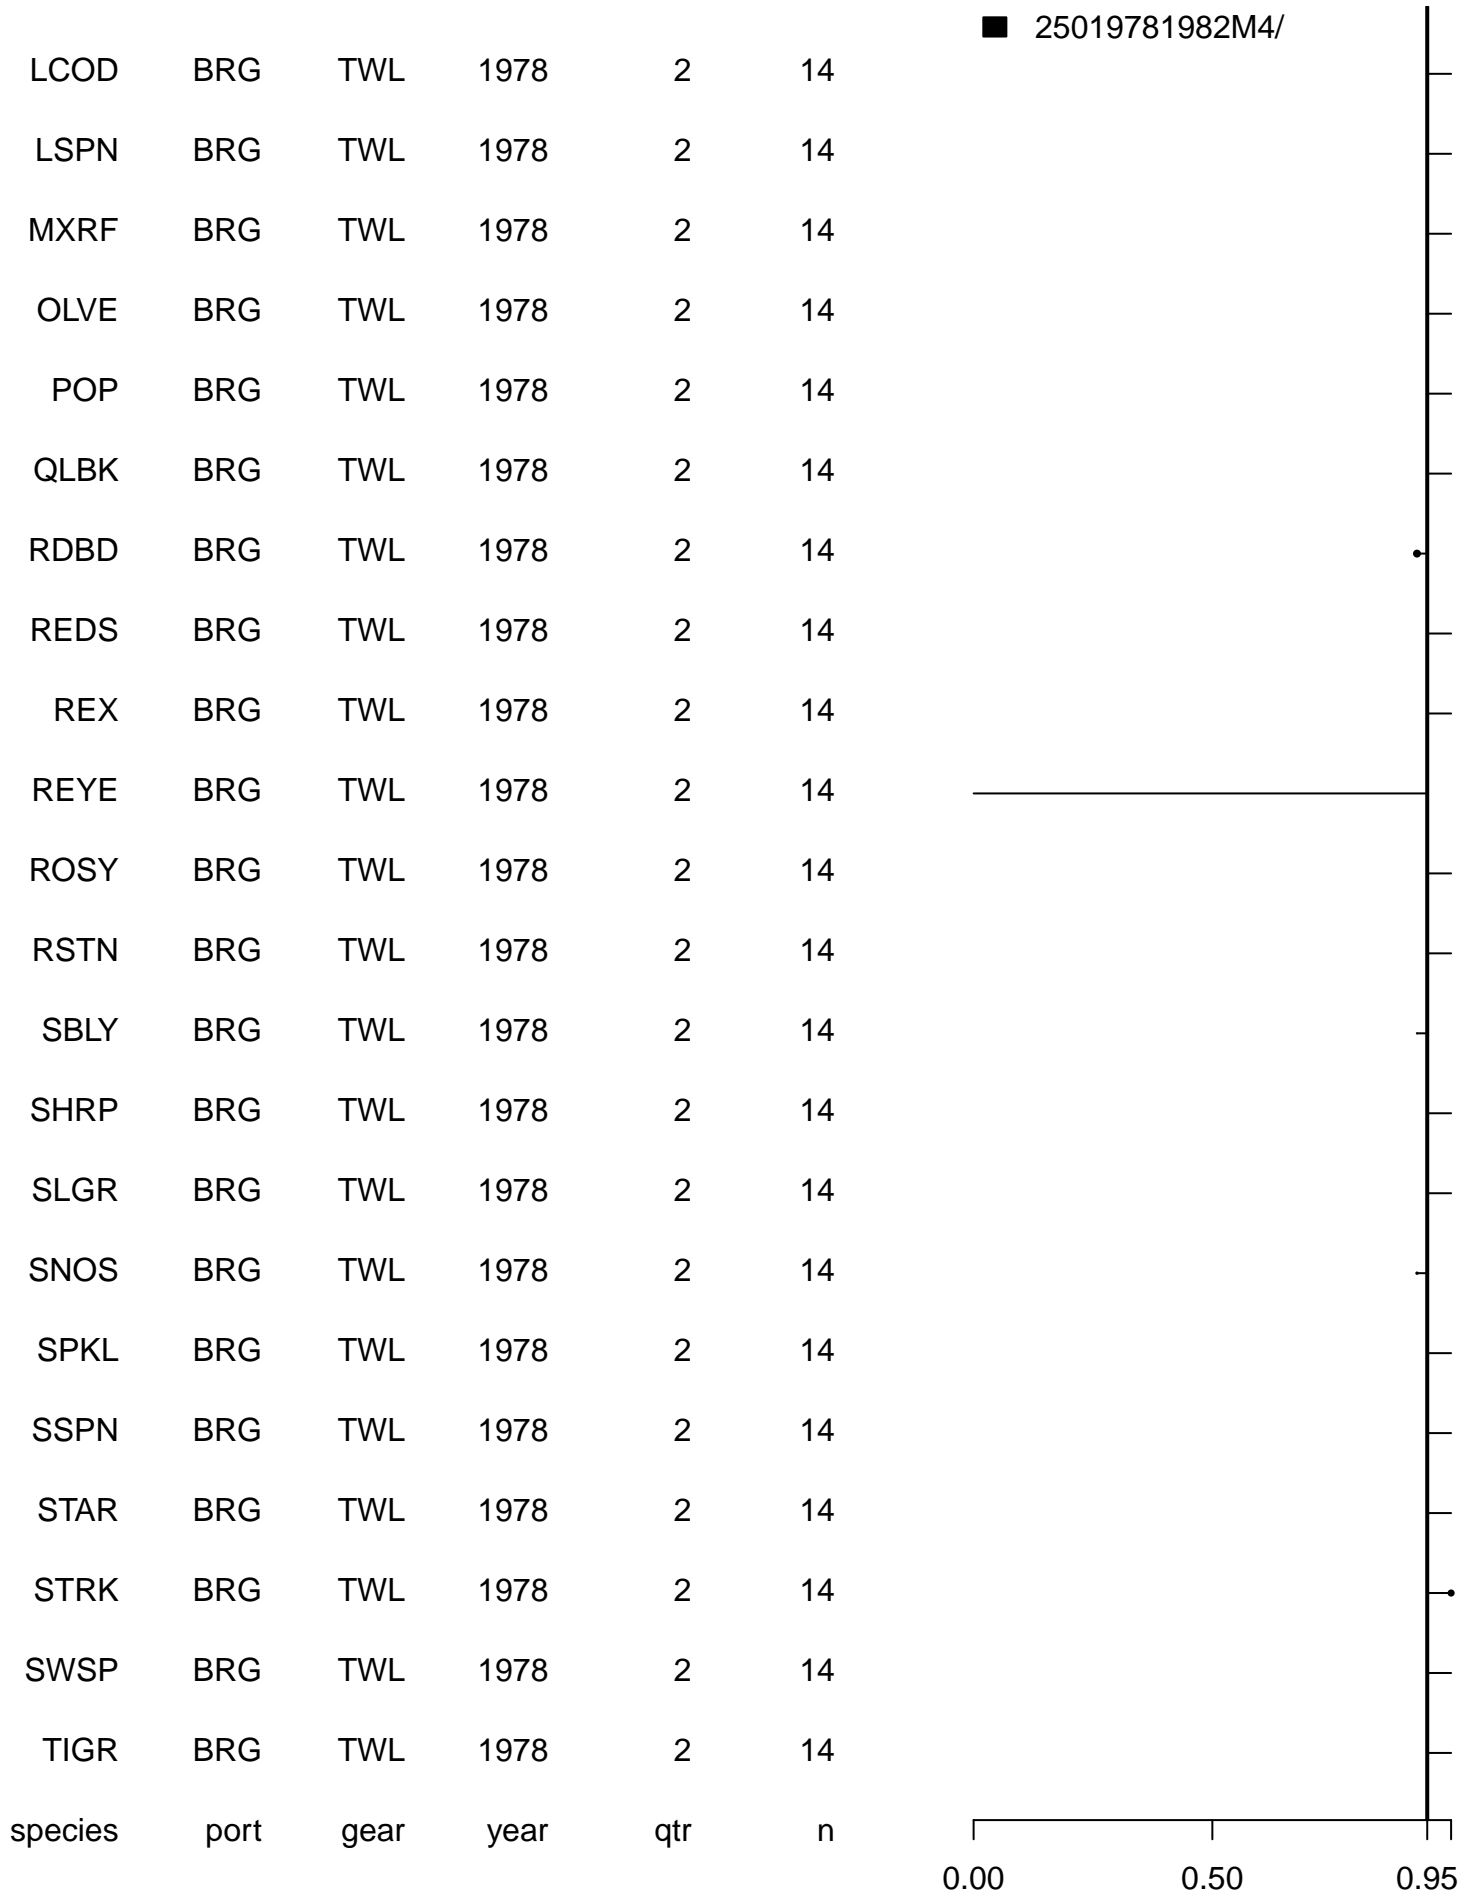 25019781982M4/
LCOD BRG TWL 1978 2 14
LSPN BRG TWL 1978 2 14
MXRF BRG TWL 1978 2 14
OLVE BRG TWL 1978 2 14
POP BRG TWL 1978 2 14
QLBK BRG TWL 1978 2 14
RDBD BRG TWL 1978 2 14
REDS BRG TWL 1978 2 14
REX BRG TWL 1978 2 14
REYE BRG TWL 1978 2 14
ROSY BRG TWL 1978 2 14
RSTN BRG TWL 1978 2 14
SBLY BRG TWL 1978 2 14
SHRP BRG TWL 1978 2 14
SLGR BRG TWL 1978 2 14
SNOS BRG TWL 1978 2 14
SPKL BRG TWL 1978 2 14
SSPN BRG TWL 1978 2 14
STAR BRG TWL 1978 2 14
STRK BRG TWL 1978 2 14
SWSP BRG TWL 1978 2 14
TIGR BRG TWL 1978 2 14
species port gear year qtr n
0.00 0.50 0.95